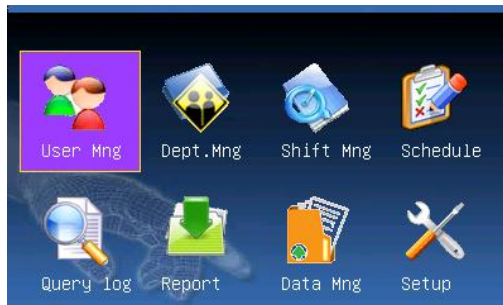 User Mng
Dept.Mng
Shift Mng
Schedule
Query log
Report
Data Mng
Setup